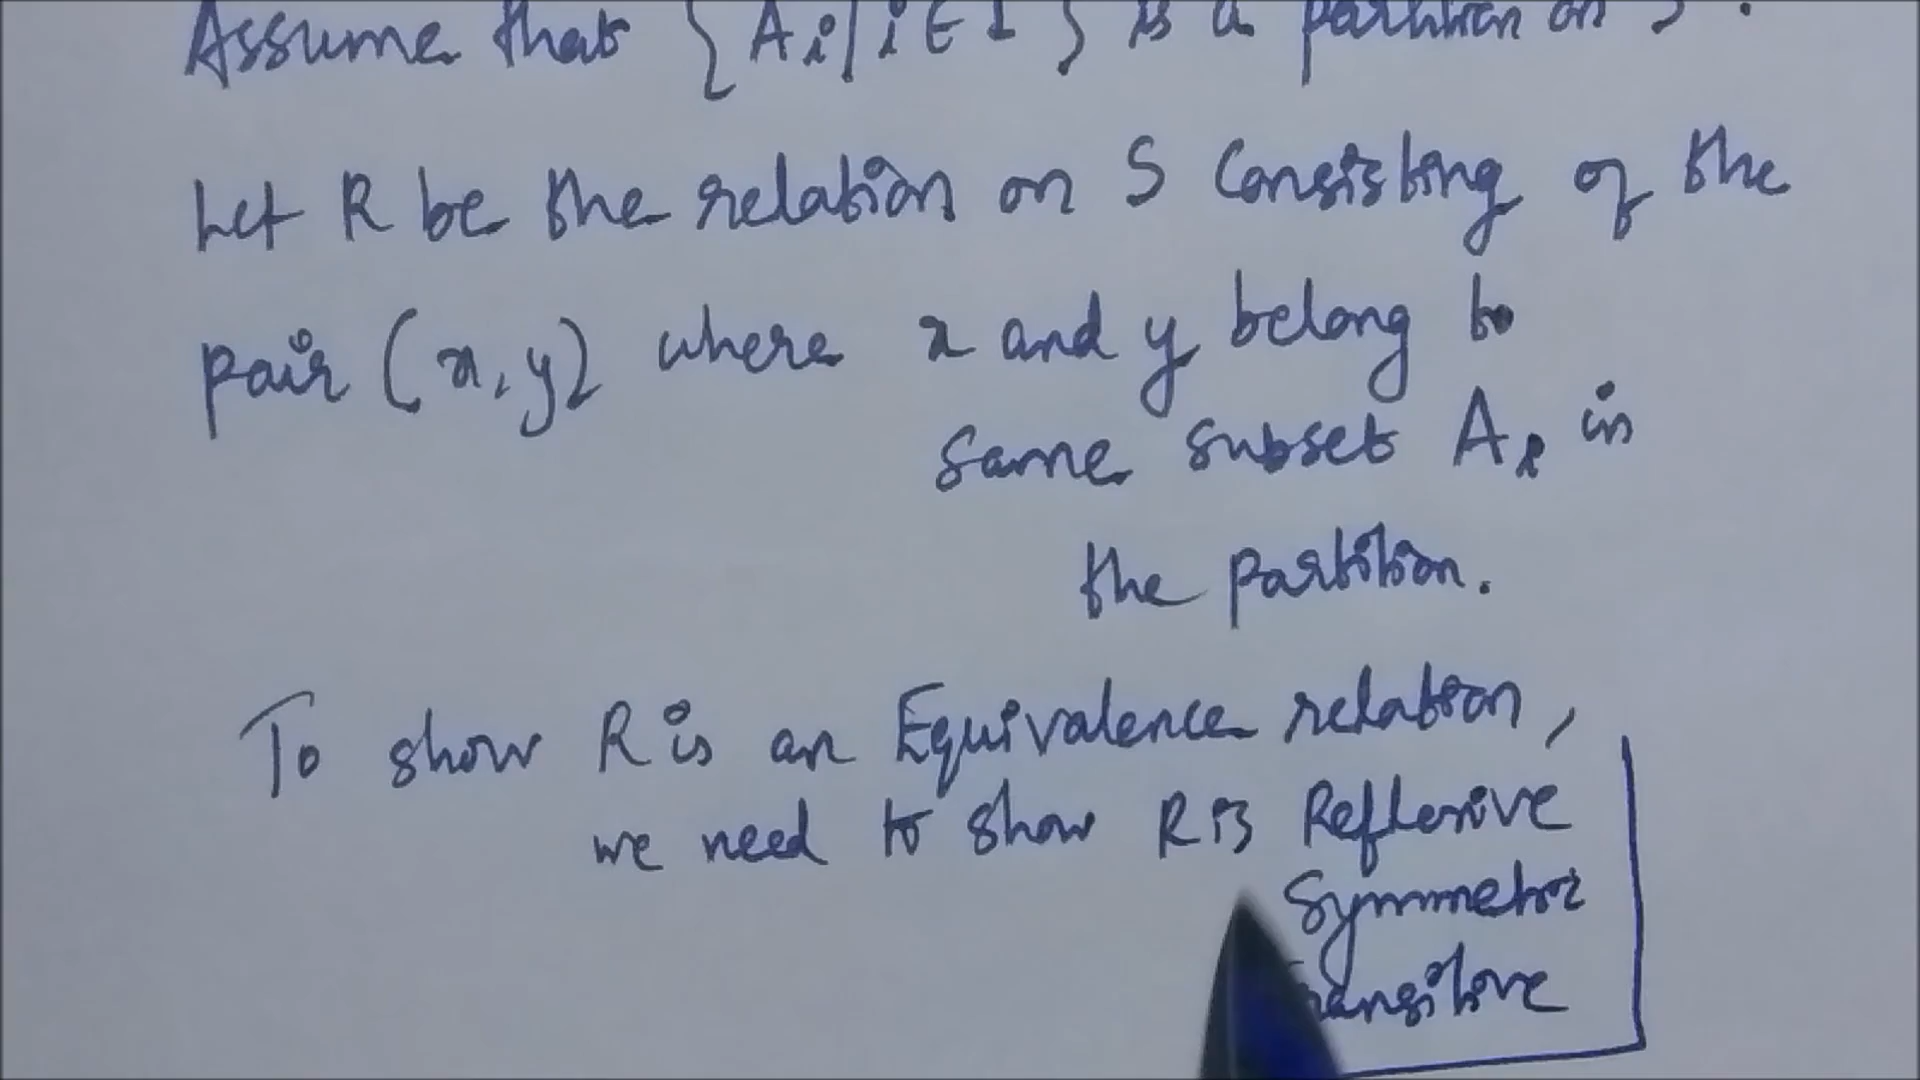 Assume that { Ai / i ∈ I } is a partition on S.
Let R be the relation on S Consisting of the
pair (x, y) where x and y belong to
same subset Ai in
the partition.
To show R is an Equivalence relation,
we need to show R is Reflexive
Symmetric
Transitive